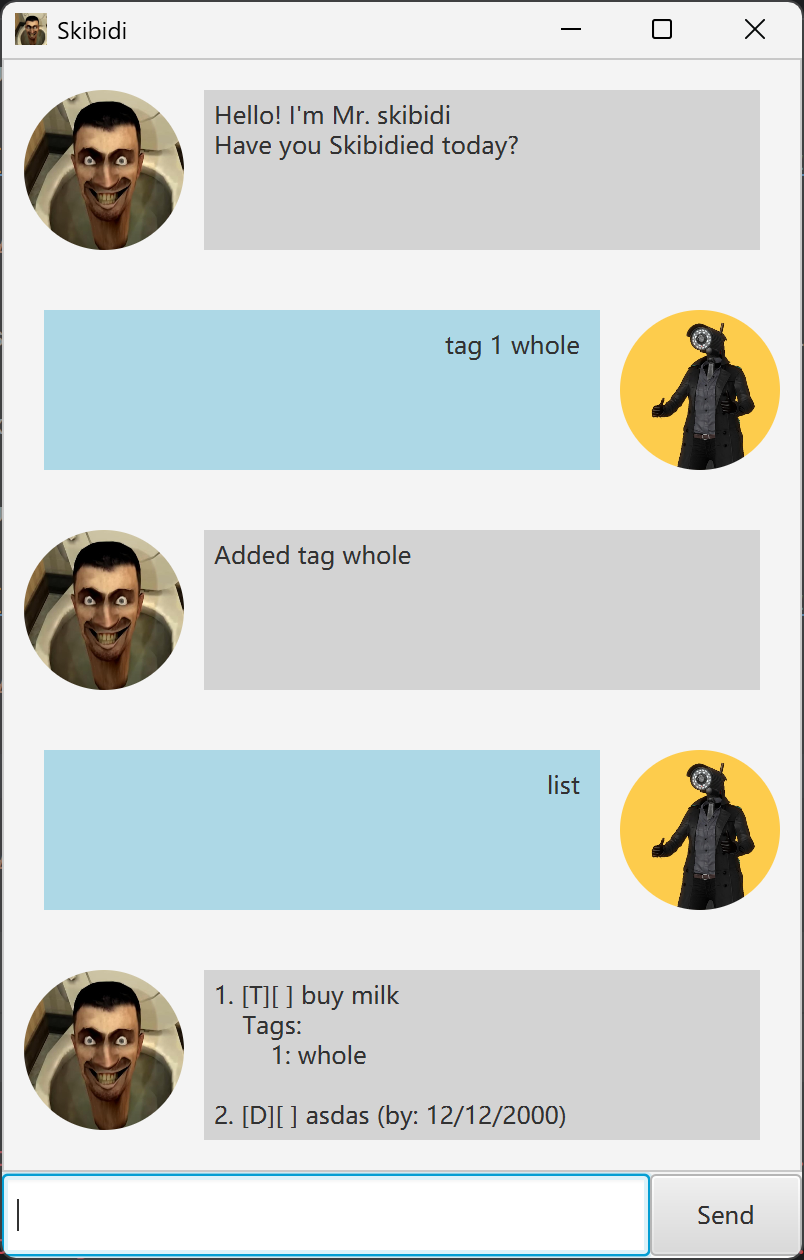 Skibidi
Hello! I'm Mr. skibidi
Have you Skibidied today?
tag 1 whole
Added tag whole
list
1. [T][ ] buy milk
Tags:
1: whole
2. [D][ ] asdas (by: 12/12/2000)
Send